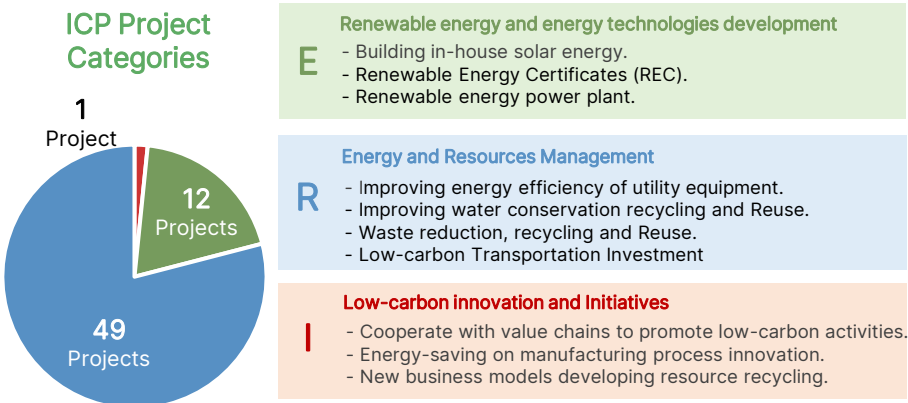 ICP Project
Categories
1
Project
12
Projects
49
Projects
E
Renewable energy and energy technologies development
- Building in-house solar energy.
- Renewable Energy Certificates (REC).
- Renewable energy power plant.
R
Energy and Resources Management
- Improving energy efficiency of utility equipment.
- Improving water conservation recycling and Reuse.
- Waste reduction, recycling and Reuse.
- Low-carbon Transportation Investment
I
Low-carbon innovation and Initiatives
- Cooperate with value chains to promote low-carbon activities.
- Energy-saving on manufacturing process innovation.
- New business models developing resource recycling.